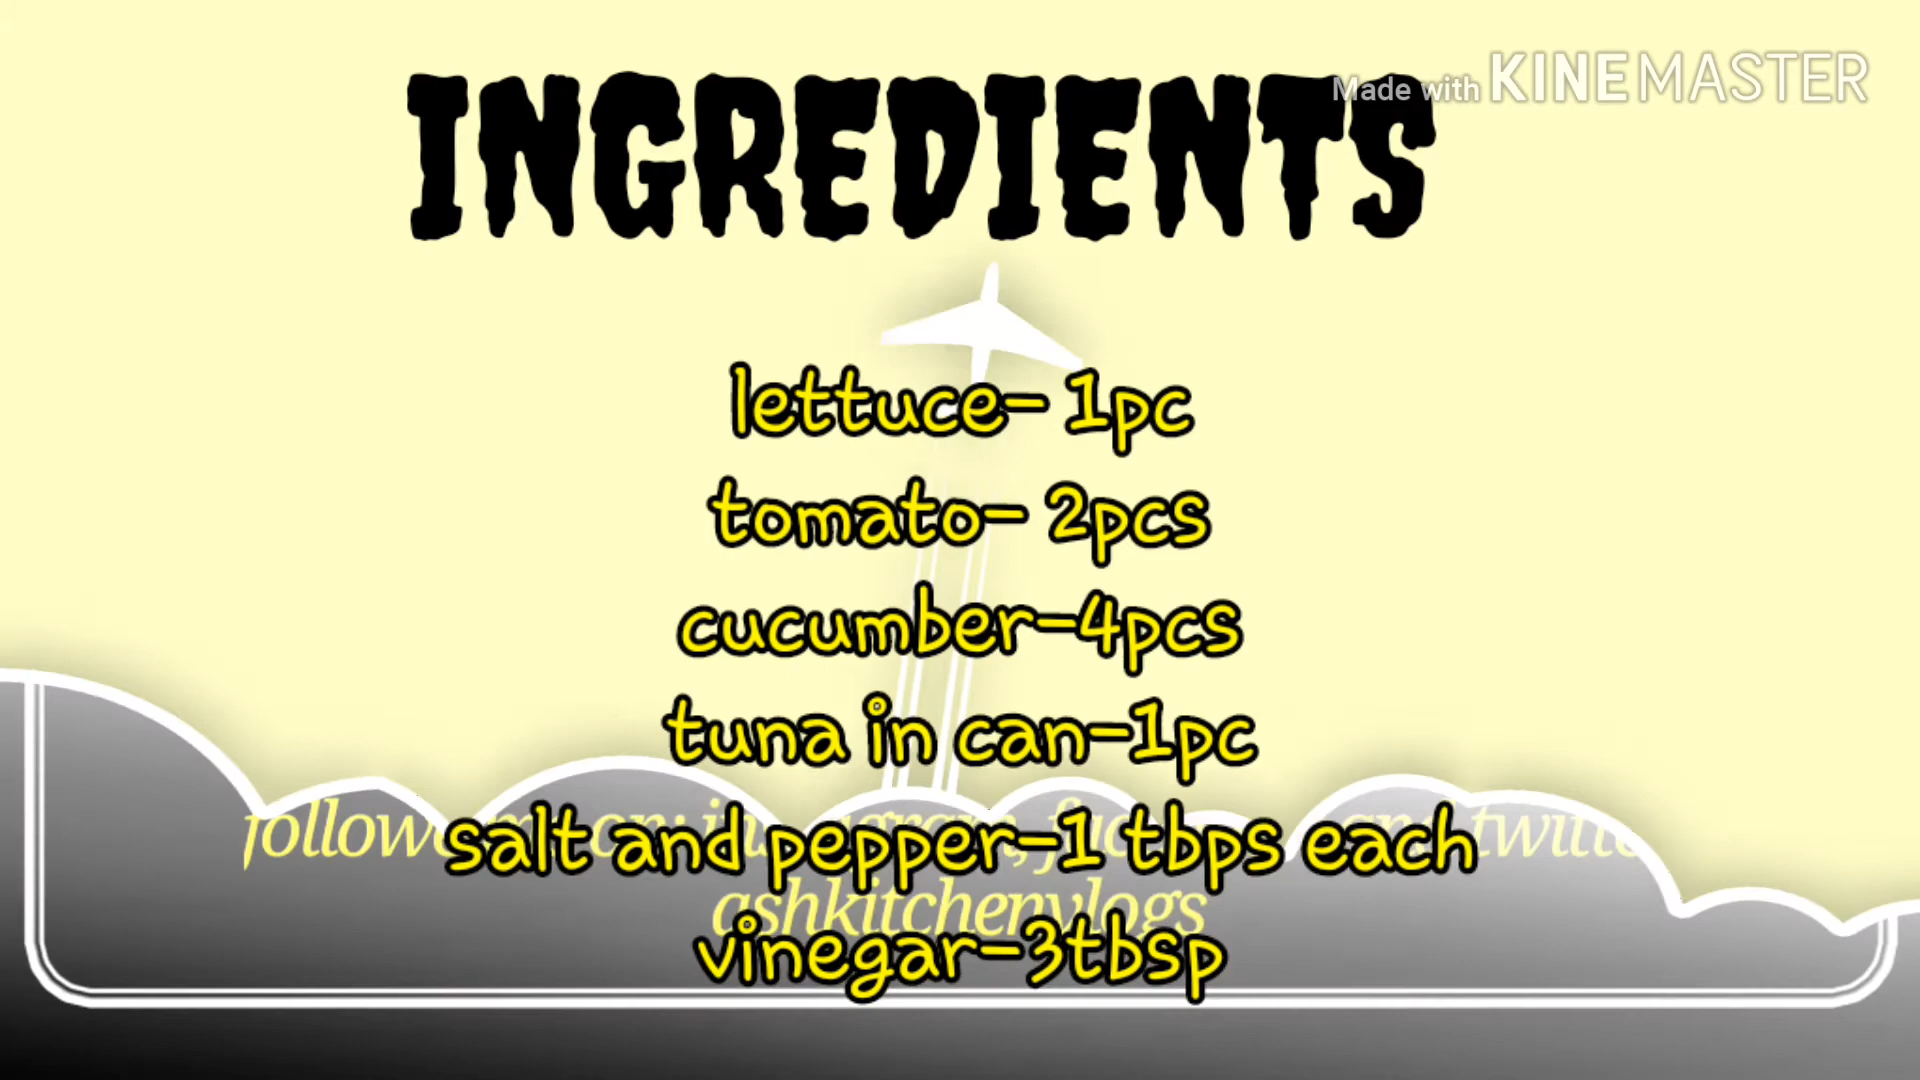 Made with KINEMASTER
INGREDIENTS
lettuce- 1pc
tomato- 2pcs
cucumber-4pcs
tuna in can-1pc
salt and pepper-1 tbps each
ashkitchenvlogs
vinegar-3tbsp